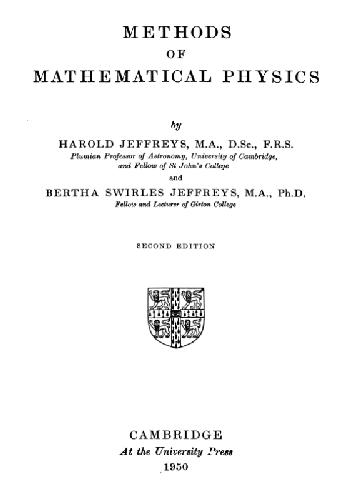 METHODS
OF
MATHEMATICAL PHYSICS
by
HAROLD JEFFREYS, M.A., D.Sc., F.R.S.
Plumian Professor of Astronomy, University of Cambridge,
and Fellow of St John's College
and
BERTHA SWIRLES JEFFREYS, M.A., Ph.D.
Fellow and Lecturer of Girton College
SECOND EDITION
CAMBRIDGE
At the University Press
1950